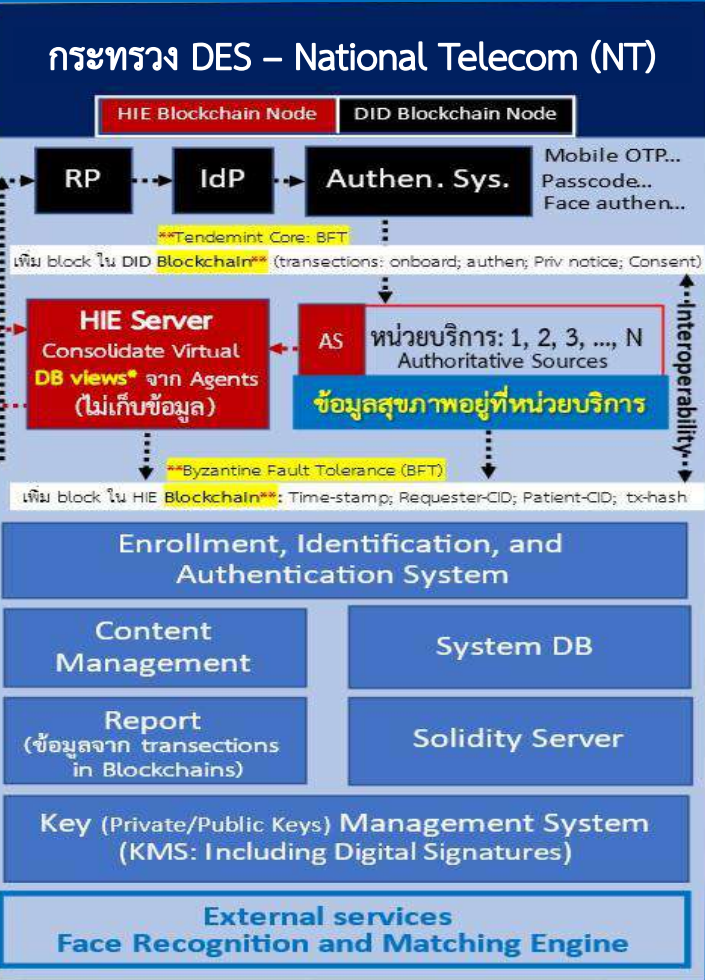 กระทรวง DES – National Telecom (NT)
HIE Blockchain Node
DID Blockchain Node
RP
IdP
Authen. Sys.
Mobile OTP...
Passcode...
Face authen...
**Tendemint Core: BFT
เพิ่ม block ใน DID Blockchain** (transections: onboard; authen; Priv notice; Consent)
HIE Server
Consolidate Virtual
DB views* จาก Agents
(ไม่เก็บข้อมูล)
AS
หน่วยบริการ: 1, 2, 3, ..., N
Authoritative Sources
ข้อมูลสุขภาพอยู่ที่หน่วยบริการ
Interoperability
**Byzantine Fault Tolerance (BFT)
เพิ่ม block ใน HIE Blockchain**: Time-stamp; Requester-CID; Patient-CID; tx-hash
Enrollment, Identification, and
Authentication System
Content
Management
System DB
Report
(ข้อมูลจาก transections
in Blockchains)
Solidity Server
Key (Private/Public Keys) Management System
(KMS: Including Digital Signatures)
External services
Face Recognition and Matching Engine